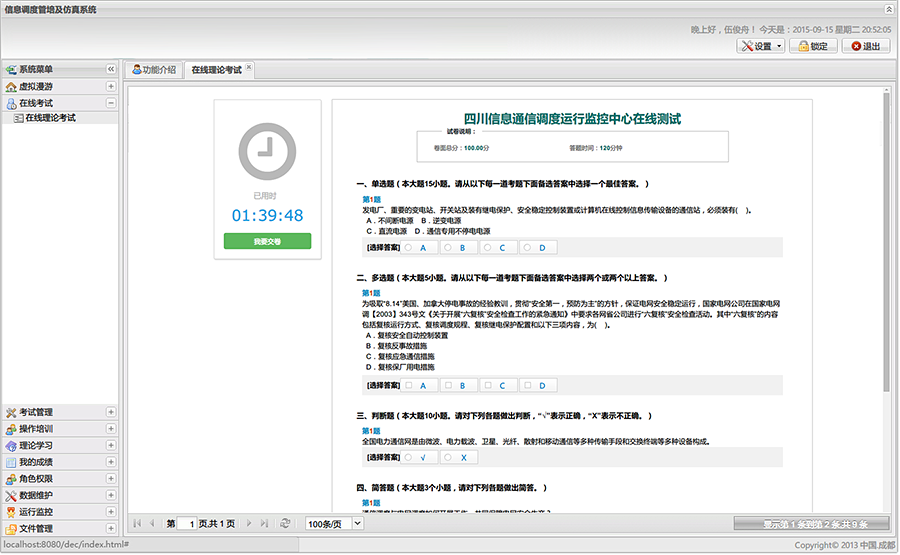 信息调度管培及仿真系统
晚上好，伍俊舟！ 今天是：2015-09-15 星期二 20:52:05
设置 锁定 退出
系统菜单
虚拟漫游
在线考试
在线理论考试
考试管理
操作培训
理论学习
我的成绩
角色权限
数据维护
运行监控
文件管理
功能介绍 在线理论考试
已用时
01:39:48
我要交卷
四川信息通信调度运行监控中心在线测试
试卷说明：
卷面总分：100.00分 答题时间：120分钟
一、单选题（本大题15小题。请从以下每一道考题下面备选答案中选择一个最佳答案。）
第1题
发电厂、重要的变电站、开关站及装有继电保护、安全稳定控制装置或计算机在线控制信息传输设备的通信站，必须装有( )。
A．不间断电源 B．逆变电源
C．直流电源 D．通信专用不停电电源
[选择答案] A B C D
二、多选题（本大题5小题。请从以下每一道考题下面备选答案中选择两个或两个以上答案。）
第1题
为吸取“8.14”美国、加拿大停电事故的经验教训，贯彻“安全第一，预防为主”的方针，保证电网安全稳定运行，国家电网公司在国家电网
调【2003】343号文《关于开展“六复核”安全检查工作的紧急通知》中要求各网省公司进行“六复核”安全检查活动。其中“六复核”的内容
包括复核运行方式、复核调度规程、复核继电保护配置和以下三项内容，为( )。
A．复核安全自动控制装置
B．复核反事故措施
C．复核应急通信措施
D．复核保厂用电措施
[选择答案] A B C D
三、判断题（本大题10小题。请对下列各题做出判断，“√”表示正确，“X”表示不正确。）
第1题
全国电力通信网是由微波、电力载波、卫星、光纤、散射和移动通信等多种传输手段和交换终端等多种设备构成。
[选择答案] √ X
四、简答题（本大题3个小题，请对下列各题做出简答。）
第1题
第 1 页,共 1 页 100条/页 显示第 1 条到第 2 条,共 9 条
localhost:8080/dec/index.html#
Copyright© 2013 中国.成都